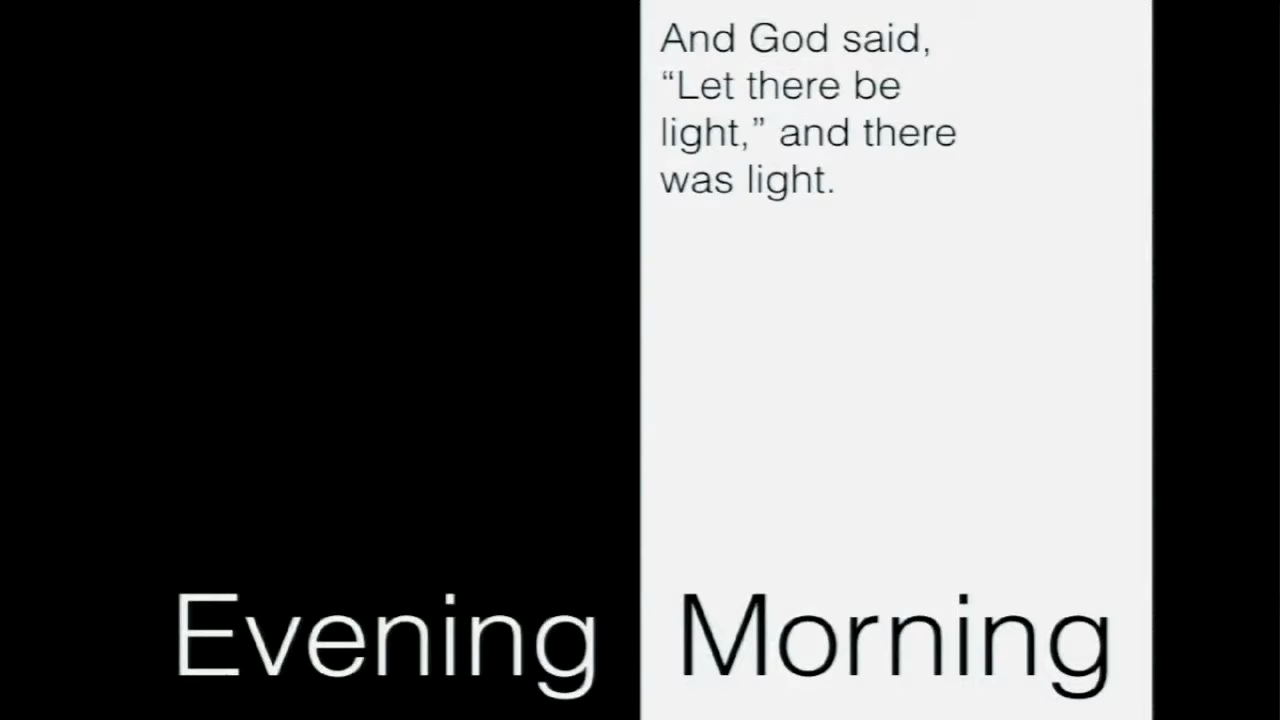 And God said,
“Let there be
light,” and there
was light.
Evening
Morning